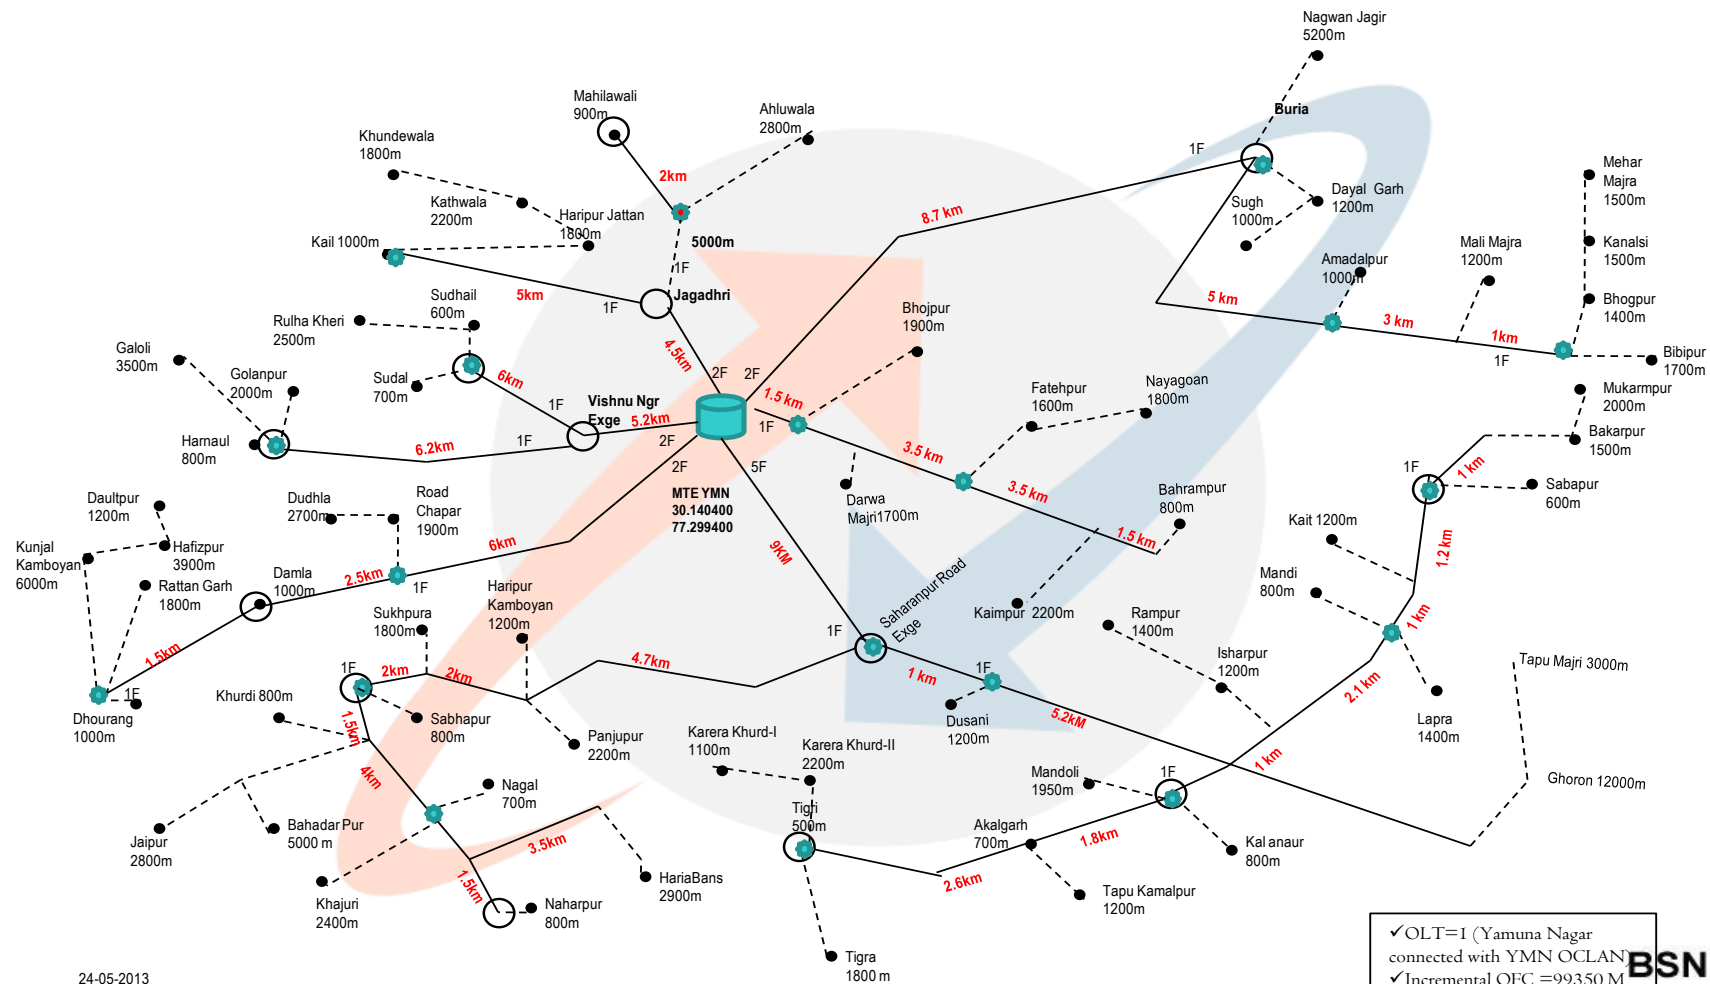 Nagwan Jagir
5200m
Mahilawali
900m
Ahluwala
2800m
Buria
Khundewala
1800m
1F
2km
Mehar
Majra
1500m
Kathwala
2200m
Haripur Jattan
1800m
8.7 km
Sugh
1000m
Dayal Garh
1200m
Kail 1000m
5000m
Mali Majra
1200m
Kanalsi
1500m
1F
Amadalpur
1000m
5km
1F
Jagadhri
5 km
Bhogpur
1400m
Sudhail
600m
Bhojpur
1900m
3 km
1km
1F
Rulha Kheri
2500m
4.5km
Galoli
3500m
Golanpur
2000m
Sudal
700m
6km
2F
2F
Bibipur
1700m
1.5 km
Fatehpur
1600m
Nayagoan
1800m
Mukarmpur
2000m
1F
Vishnu Ngr
Exge
5.2km
1F
Harnaul
800m
6.2km
1F
2F
3.5 km
Bakarpur
1500m
2F
5F
1F
1 km
Daultpur
1200m
Dudhla
2700m
Road
Chapar
1900m
MTE YMN
30.140400
77.299400
Darwa
Majri1700m
3.5 km
Bahrampur
800m
Sabapur
600m
Kait 1200m
Kunjal
Kamboyan
6000m
Hafizpur
3900m
6km
9KM
1.5 km
1.2 km
Rattan Garh
1800m
Damla
1000m
2.5km
1F
Haripur
Kamboyan
1200m
Mandi
800m
Sukhpura
1800m
Saharanpur Road
Exge
Kaimpur 2200m
Rampur
1400m
1 km
1F
1.5km
1F
2km
2km
4.7km
1 km
1F
Isharpur
1200m
Tapu Majri 3000m
1F
Khurdi 800m
2.1 km
Dhourang
1000m
1.5km
Sabhapur
800m
Panjupur
2200m
Karera Khurd-I
1100m
Dusani
1200m
5.2kM
Lapra
1400m
Karera Khurd-II
2200m
4km
1 km
Nagal
700m
Mandoli
1950m
1F
Ghoron 12000m
Tigri
500m
Jaipur
2800m
Bahadar Pur
5000 m
3.5km
Akalgarh
700m
1.8km
Kal anaur
800m
1.5km
HariaBans
2900m
2.6km
Khajuri
2400m
Naharpur
800m
Tapu Kamalpur
1200m
Tigra
1800 m
24-05-2013
✓OLT=1 (Yamuna Nagar
connected with YMN OCLAN)
✓Incremental OFC =99350 M
BSN